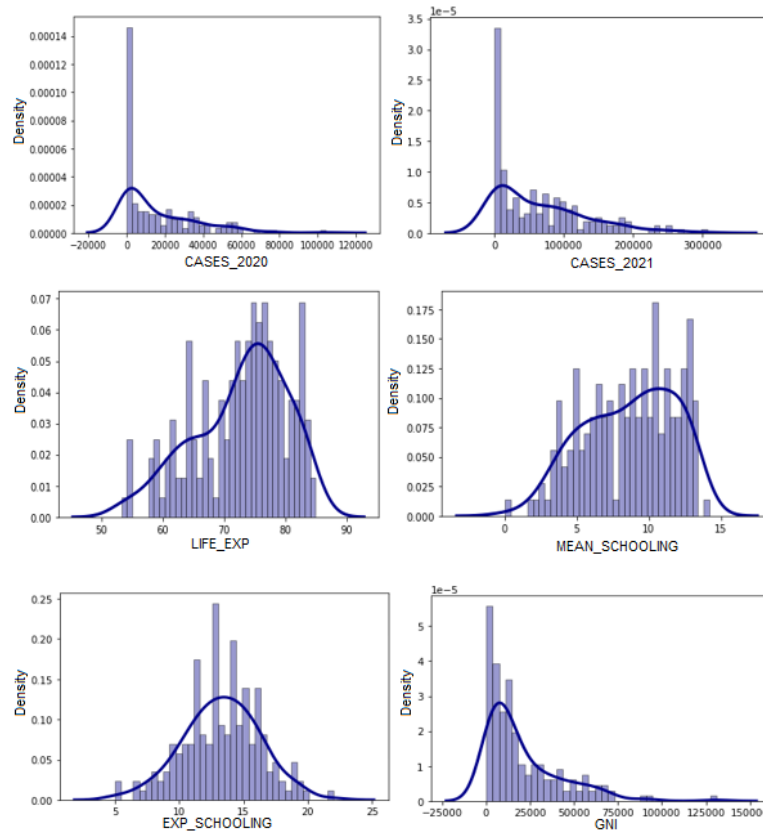 0.00014
0.00012
0.00010
0.00008
0.00006
0.00004
0.00002
0.00000
Density
−20000 0 20000 40000 60000 80000 100000 120000
CASES_2020
1e−5
3.5
3.0
2.5
2.0
1.5
1.0
0.5
0.0
Density
0 100000 200000 300000
CASES_2021
0.07
0.06
0.05
0.04
0.03
0.02
0.01
0.00
Density
50 60 70 80 90
LIFE_EXP
0.175
0.150
0.125
0.100
0.075
0.050
0.025
0.000
Density
0 5 10 15
MEAN_SCHOOLING
0.25
0.20
0.15
0.10
0.05
0.00
Density
5 10 15 20 25
EXP_SCHOOLING
1e−5
5
4
3
2
1
0
Density
−25000 0 25000 50000 75000 100000 125000 15000
GNI